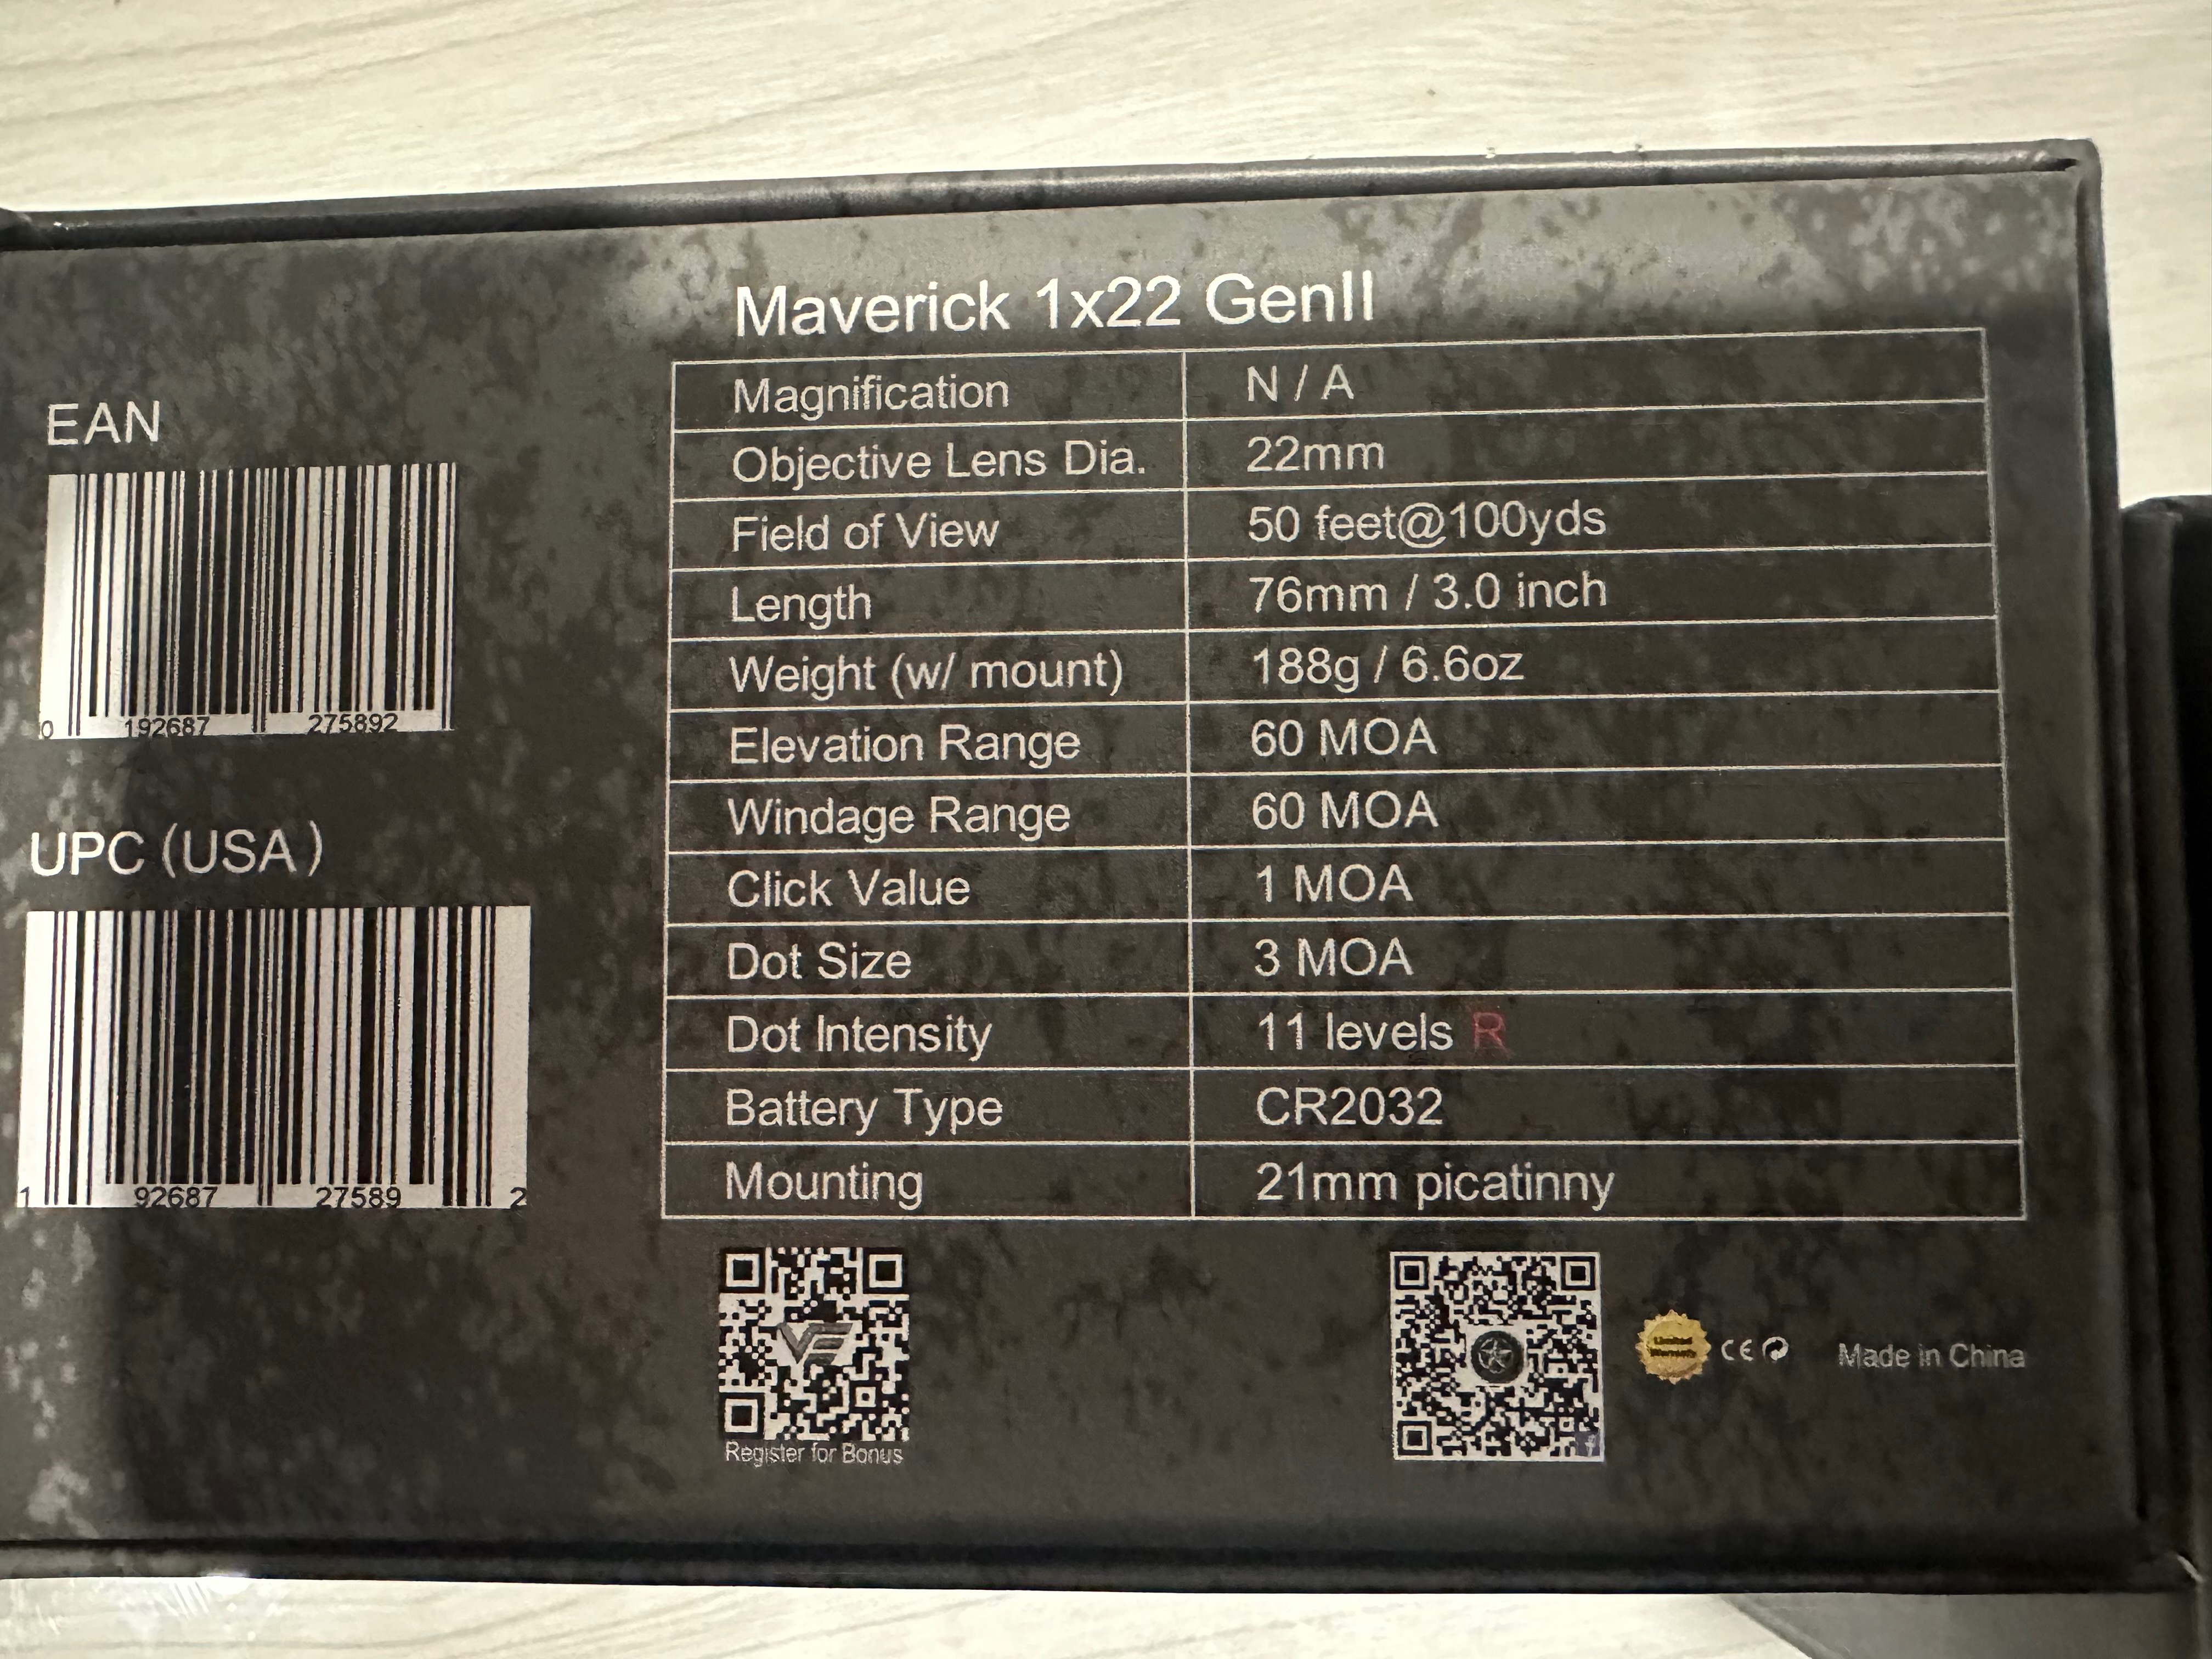 Maverick 1x22 GenII
Magnification N / A
Objective Lens Dia. 22mm
Field of View 50 feet@100yds
Length 76mm / 3.0 inch
Weight (w/ mount) 188g / 6.6oz
Elevation Range 60 MOA
Windage Range 60 MOA
Click Value 1 MOA
Dot Size 3 MOA
Dot Intensity 11 levels R
Battery Type CR2032
Mounting 21mm picatinny
EAN
0 192687 275892
UPC (USA)
1 92687 27589 2
Register for Bonus
Limited
Warranty
CE
Made in China